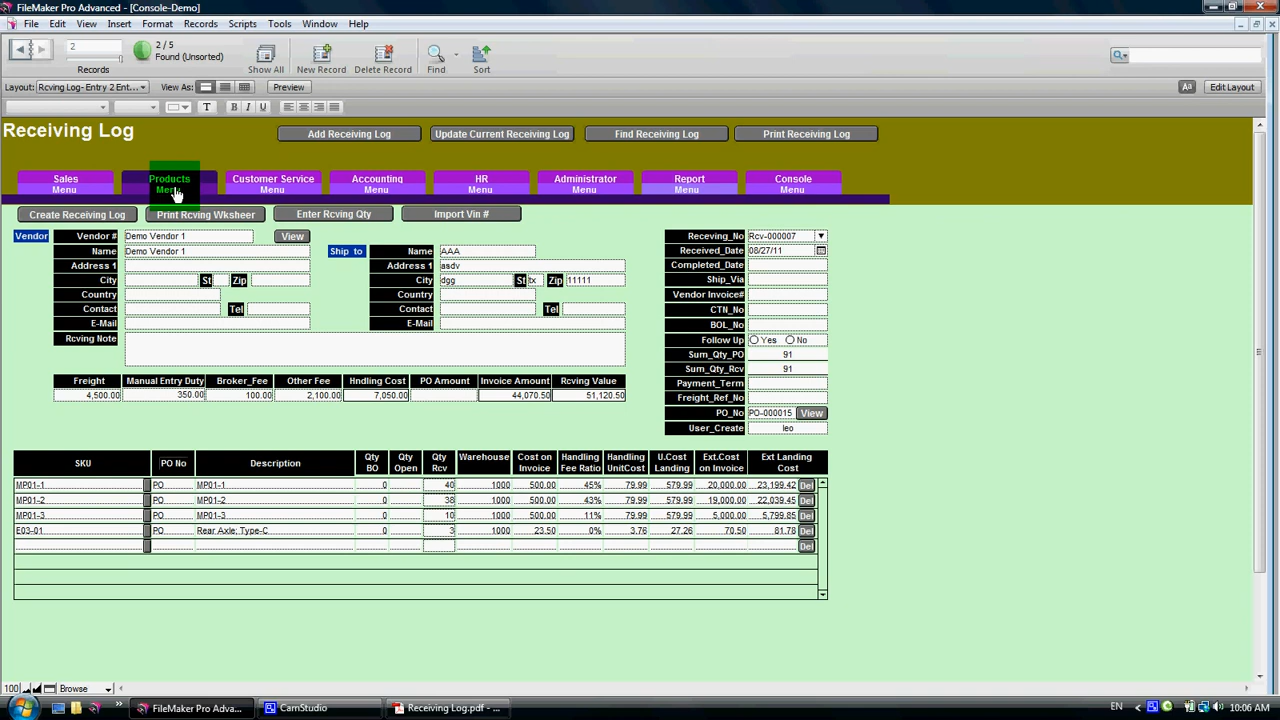 FileMaker Pro Advanced - [Console-Demo]
File Edit View Insert Format Records Scripts Tools Window Help
2 2 / 5 Found (Unsorted)
Records Show All New Record Delete Record Find Sort
Layout: Rcving Log- Entry 2 Ent... View As: Preview Aa Edit Layout
T B I U
Receiving Log
Add Receiving Log Update Current Receiving Log Find Receiving Log Print Receiving Log
Sales Menu Products Menu Customer Service Menu Accounting Menu HR Menu Administrator Menu Report Menu Console Menu
Create Receiving Log Print Rcving Wksheer Enter Rcving Qty Import Vin #
Vendor Vendor # Demo Vendor 1 View
Name Demo Vendor 1
Address 1
City St Zip
Country
Contact Tel
E-Mail
Rcving Note
Ship to Name AAA
Address 1 asdv
City dgg St tx Zip 11111
Country
Contact Tel
E-Mail
Receving_No Rcv-000007
Received_Date 08/27/11
Completed_Date
Ship_Via
Vendor Invoice#
CTN_No
BOL_No
Follow Up Yes No
Sum_Qty_PO 91
Sum_Qty_Rcv 91
Payment_Term
Freight_Ref_No
PO_No PO-000015 View
User_Create leo
Freight Manual Entry Duty Broker_Fee Other Fee Hndling Cost PO Amount Invoice Amount Rcving Value
4,500.00 350.00 100.00 2,100.00 7,050.00 44,070.50 51,120.50
SKU PO No Description Qty BO Qty Open Qty Rcv Warehouse Cost on Invoice Handling Fee Ratio Handling UnitCost U.Cost Landing Ext.Cost on Invoice Ext Landing Cost
MP01-1 PO MP01-1 0 40 1000 500.00 45% 79.99 579.99 20,000.00 23,199.42 Del
MP01-2 PO MP01-2 0 38 1000 500.00 43% 79.99 579.99 19,000.00 22,039.45 Del
MP01-3 PO MP01-3 0 10 1000 500.00 11% 79.99 579.99 5,000.00 5,799.85 Del
E03-01 PO Rear Axle: Type-C 0 3 1000 23.50 0% 3.76 27.26 70.50 81.78 Del
Del
100 Browse
FileMaker Pro Adva... CamStudio Receiving Log.pdf - ... EN 10:06 AM